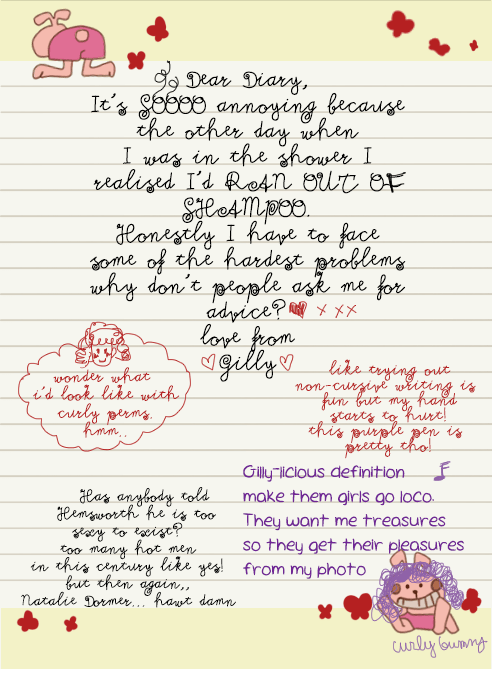 Dear Diary,
It's SOOOO annoying because
the other day when
I was in the shower I
realised I'd RAN OUT OF
SHAMPOO.
Honestly I have to face
some of the hardest problems
why don't people ask me for
advice? x xx
love from
Gilly
wonder what
i'd look like with
curly perms.
hmm..
like trying out
non-cursive writing is
fun but my hand
starts to hurt!
this purple pen is
pretty tho!
Gilly-licious definition
make them girls go loco.
They want me treasures
so they get their pleasures
from my photo
Has anybody told
Hemsworth he is too
sexy to exist?
too many hot men
in this century like yes!
but then again,,
Natalie Dormer... hawt damn
curly bunny